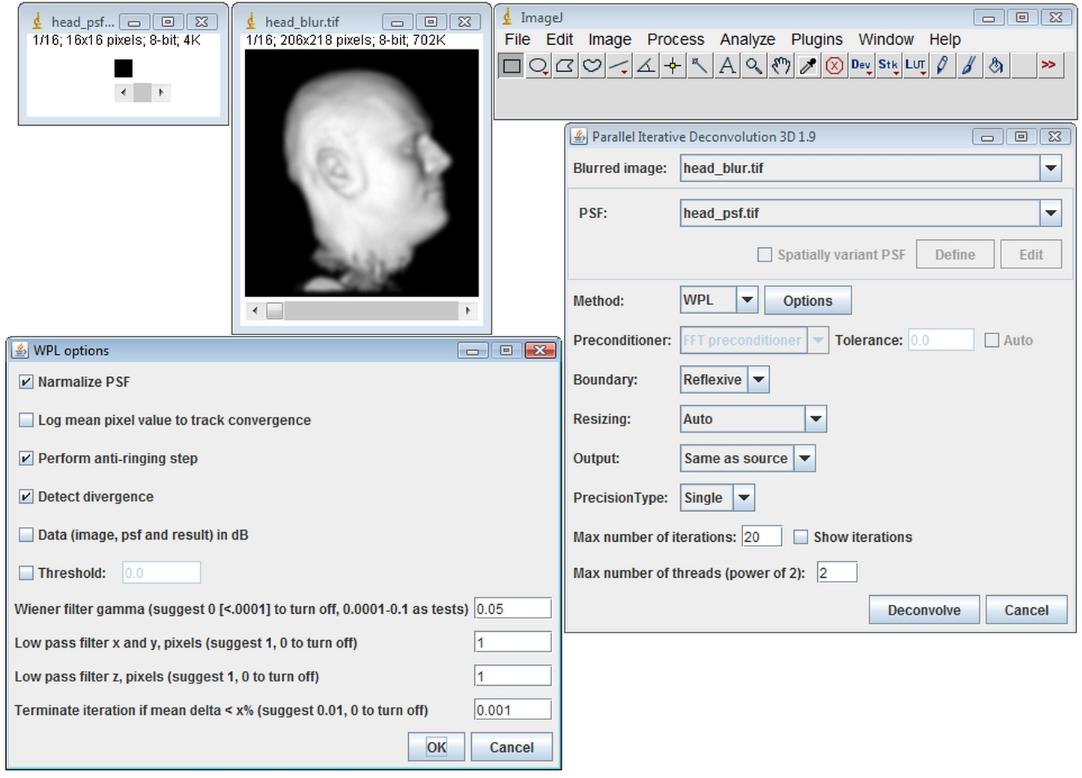 head_psf...
1/16; 16x16 pixels; 8-bit; 4K
head_blur.tif
1/16; 206x218 pixels; 8-bit; 702K
ImageJ
File Edit Image Process Analyze Plugins Window Help
A Dev Stk LUT >>
Parallel Iterative Deconvolution 3D 1.9
Blurred image: head_blur.tif
PSF: head_psf.tif
Spatially variant PSF Define Edit
Method: WPL Options
Preconditioner: FFT preconditioner Tolerance: 0.0 Auto
Boundary: Reflexive
Resizing: Auto
Output: Same as source
PrecisionType: Single
Max number of iterations: 20 Show iterations
Max number of threads (power of 2): 2
Deconvolve Cancel
WPL options
Narmalize PSF
Log mean pixel value to track convergence
Perform anti-ringing step
Detect divergence
Data (image, psf and result) in dB
Threshold: 0.0
Wiener filter gamma (suggest 0 [<.0001] to turn off, 0.0001-0.1 as tests) 0.05
Low pass filter x and y, pixels (suggest 1, 0 to turn off) 1
Low pass filter z, pixels (suggest 1, 0 to turn off) 1
Terminate iteration if mean delta < x% (suggest 0.01, 0 to turn off) 0.001
OK Cancel